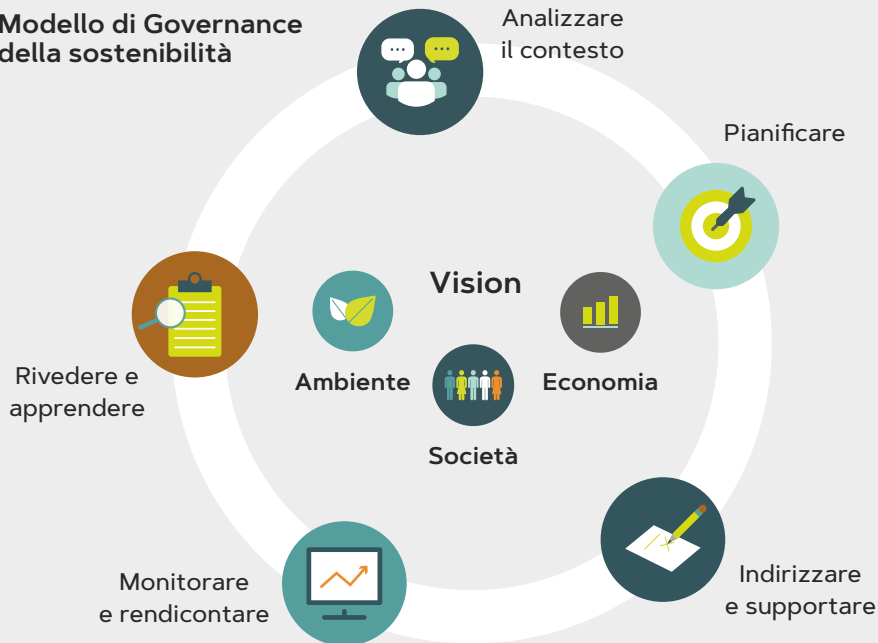 Modello di Governance
della sostenibilità
Analizzare
il contesto
Pianificare
Vision
Ambiente
Economia
Società
Rivedere e
apprendere
Indirizzare
e supportare
Monitorare
e rendicontare